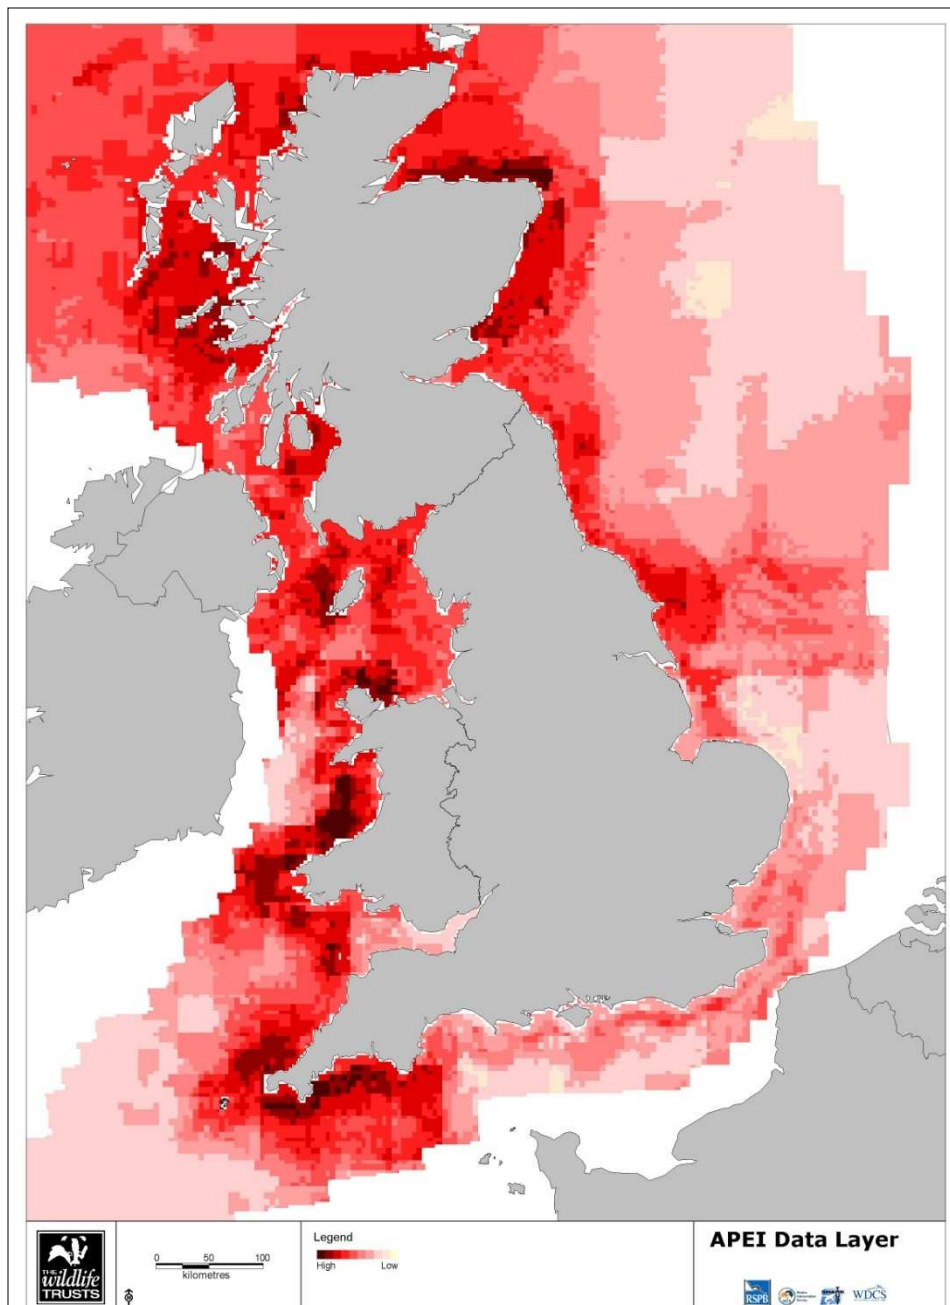 THE
wildlife
TRUSTS
0 50 100
kilometres
Legend
High Low
APEI Data Layer
RSPB
WDCS